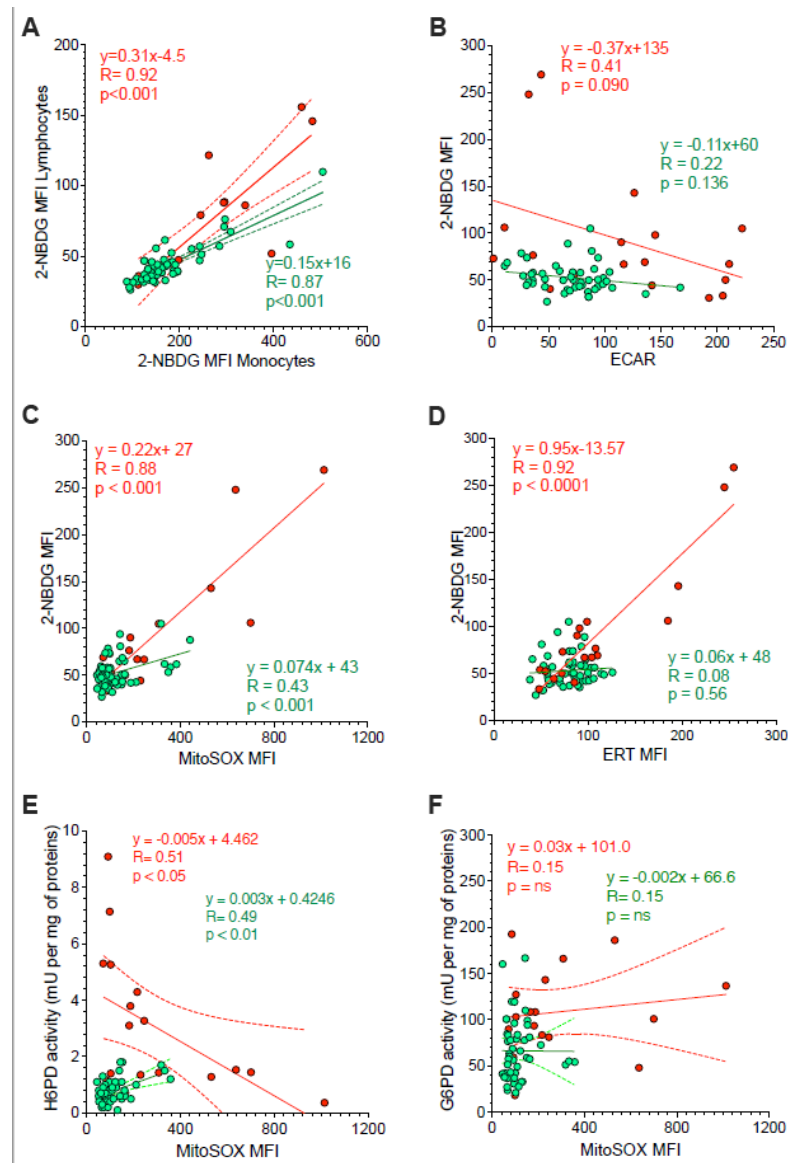 A
200
150
100
50
0
0
200
400
600
2-NBDG MFI Lymphocytes
2-NBDG MFI Monocytes
y=0.31x-4.5
R= 0.92
p<0.001
y=0.15x+16
R= 0.87
p<0.001
B
300
250
200
150
100
50
0
0
50
100
150
200
250
2-NBDG MFI
ECAR
y = -0.37x+135
R = 0.41
p = 0.090
y = -0.11x+60
R = 0.22
p = 0.136
C
300
250
200
150
100
50
0
0
400
800
1200
2-NBDG MFI
MitoSOX MFI
y = 0.22x+ 27
R = 0.88
p < 0.001
y = 0.074x + 43
R = 0.43
p < 0.001
D
300
250
200
150
100
50
0
0
100
200
300
2-NBDG MFI
ERT MFI
y = 0.95x-13.57
R = 0.92
p < 0.0001
y = 0.06x + 48
R = 0.08
p = 0.56
E
10
8
6
4
2
0
0
200
400
600
800
1000
1200
H6PD activity (mU per mg of proteins)
MitoSOX MFI
y = -0.005x + 4.462
R= 0.51
p < 0.05
y = 0.003x + 0.4246
R= 0.49
p < 0.01
F
300
250
200
150
100
50
0
0
400
800
1200
G6PD activity (mU per mg of proteins)
MitoSOX MFI
y = 0.03x + 101.0
R= 0.15
p = ns
y = -0.002x + 66.6
R= 0.15
p = ns